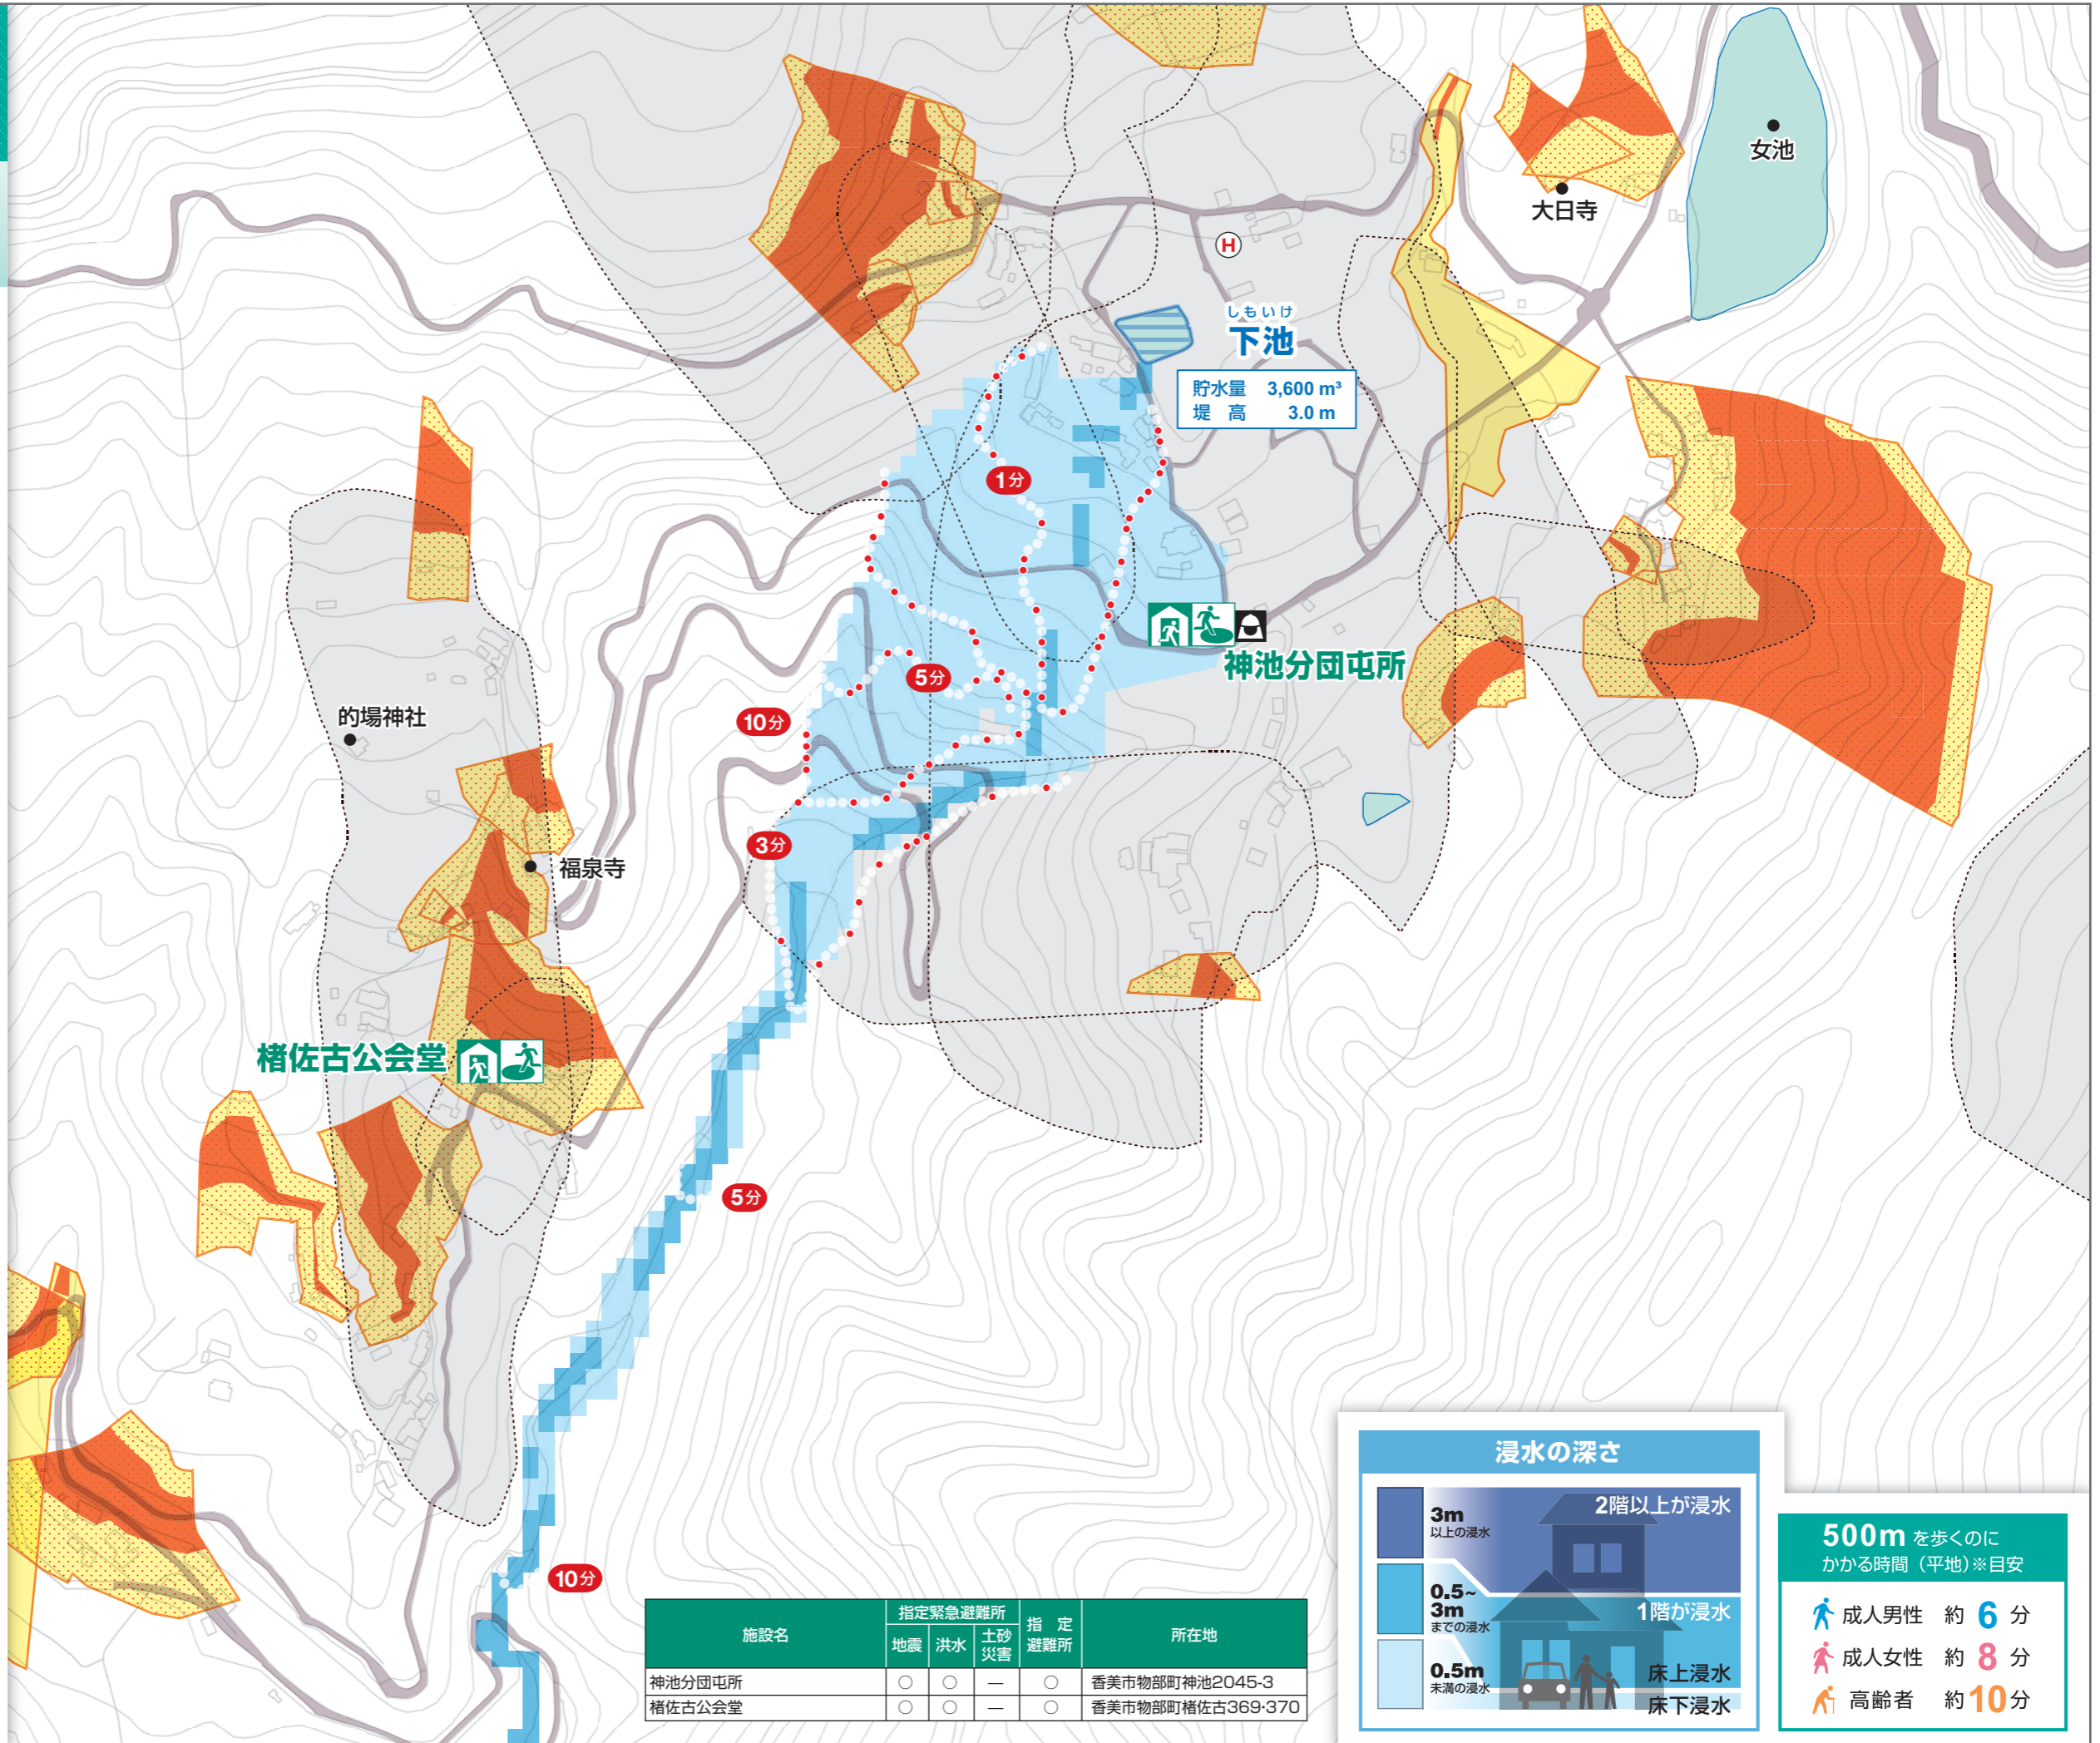 女池
大日寺
H
しもいけ
下池
貯水量 3,600 m³
堤 高 3.0 m
1分
神池分団屯所
5分
10分
的場神社
3分
福泉寺
楮佐古公会堂
5分
10分
施設名 指定緊急避難所 指 定 避難所 所在地
地震 洪水 土砂災害
神池分団屯所 ○ ○ — ○ 香美市物部町神池2045-3
楮佐古公会堂 ○ ○ — ○ 香美市物部町楮佐古369・370
浸水の深さ
3m
以上の浸水
2階以上が浸水
0.5~
3m
までの浸水
1階が浸水
0.5m
未満の浸水
床上浸水
床下浸水
500m を歩くのに
かかる時間（平地）※目安
成人男性 約 6 分
成人女性 約 8 分
高齢者 約 10 分